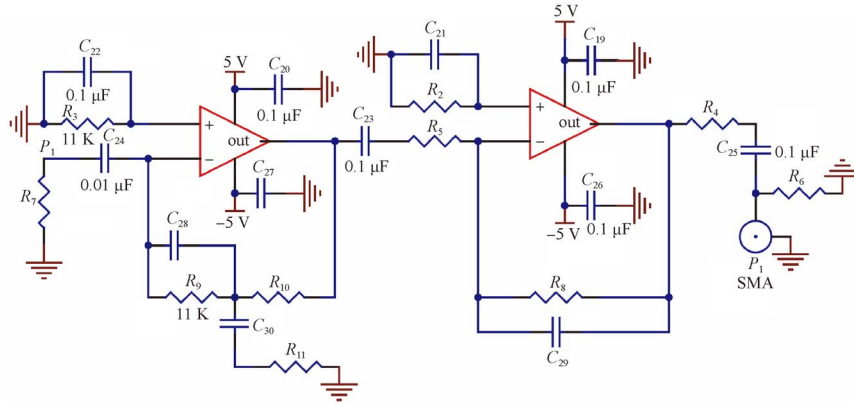 C22
0.1 μF
R3
11 K
C24
P1
0.01 μF
R7
5 V
C20
0.1 μF
+
out
−
C27
−5 V
C28
R9
11 K
R10
C30
R11
C23
0.1 μF
R5
C21
R2
5 V
C19
0.1 μF
+
out
−
C26
−5 V
0.1 μF
R8
C29
R4
C25
0.1 μF
R6
P1
SMA